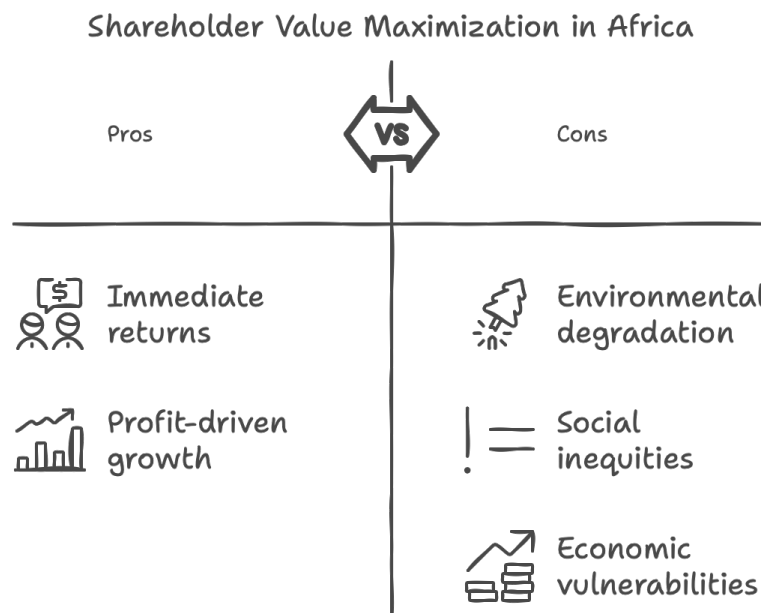 Shareholder Value Maximization in Africa
Pros
VS
Cons
$
Immediate
returns
Profit-driven
growth
Environmental
degradation
Social
inequities
Economic
vulnerabilities